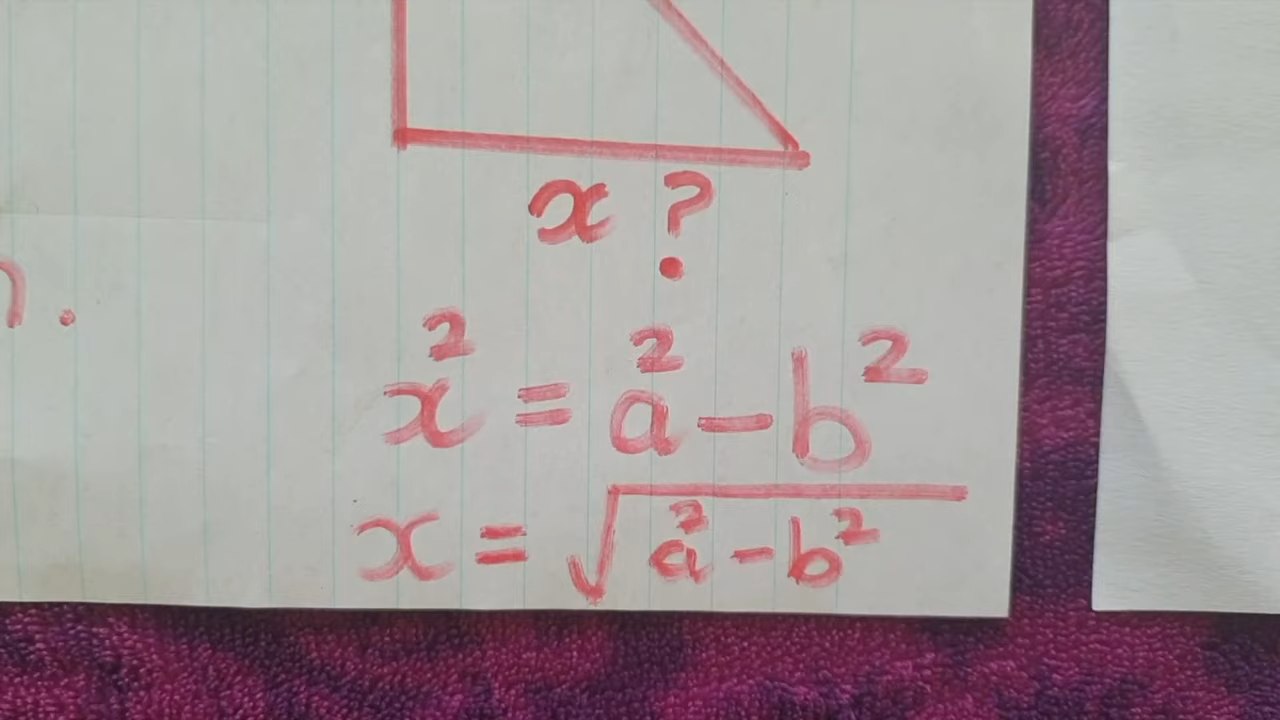 x ?
x² = a² - b²
x = √(a² - b²)